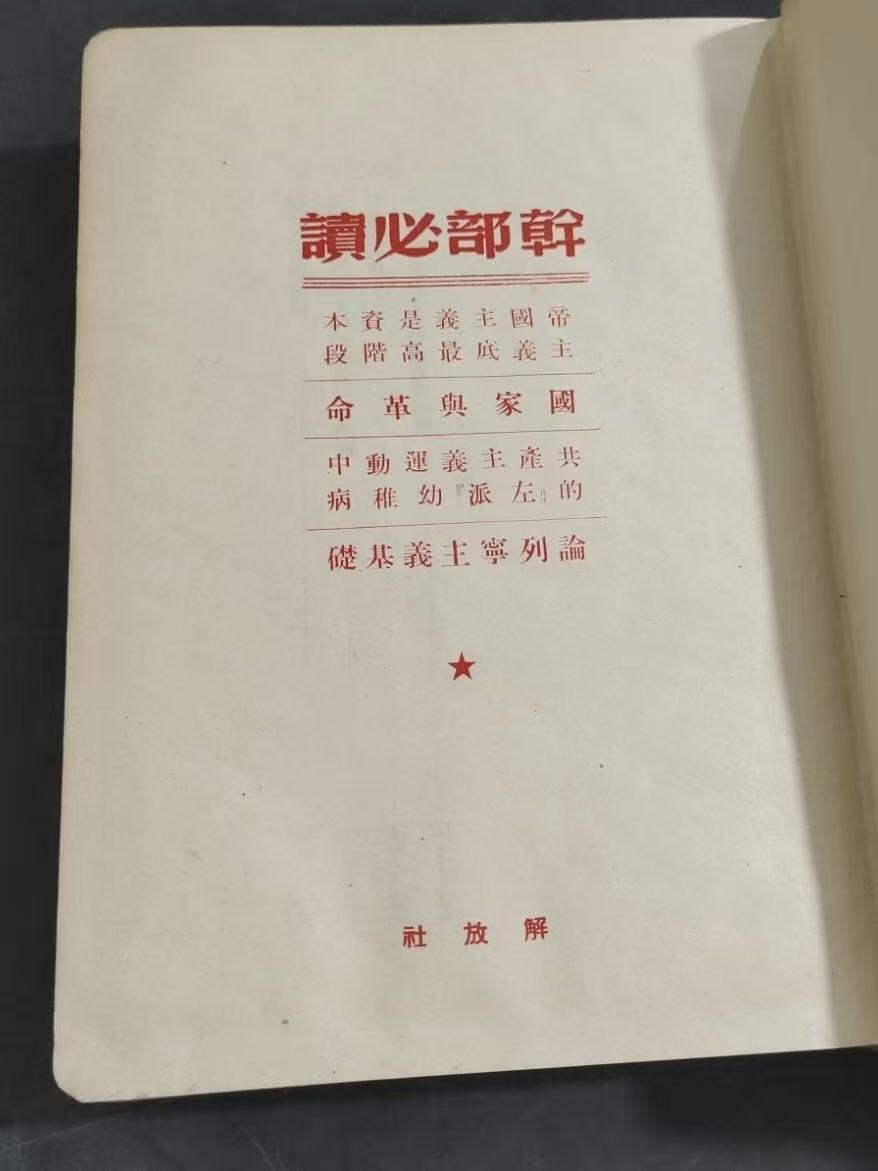 幹部必讀
帝國主義是資本
主義底最高階段
國家與革命
共產主義運動中
的『左派』幼稚病
論列寧主義基礎
解放社